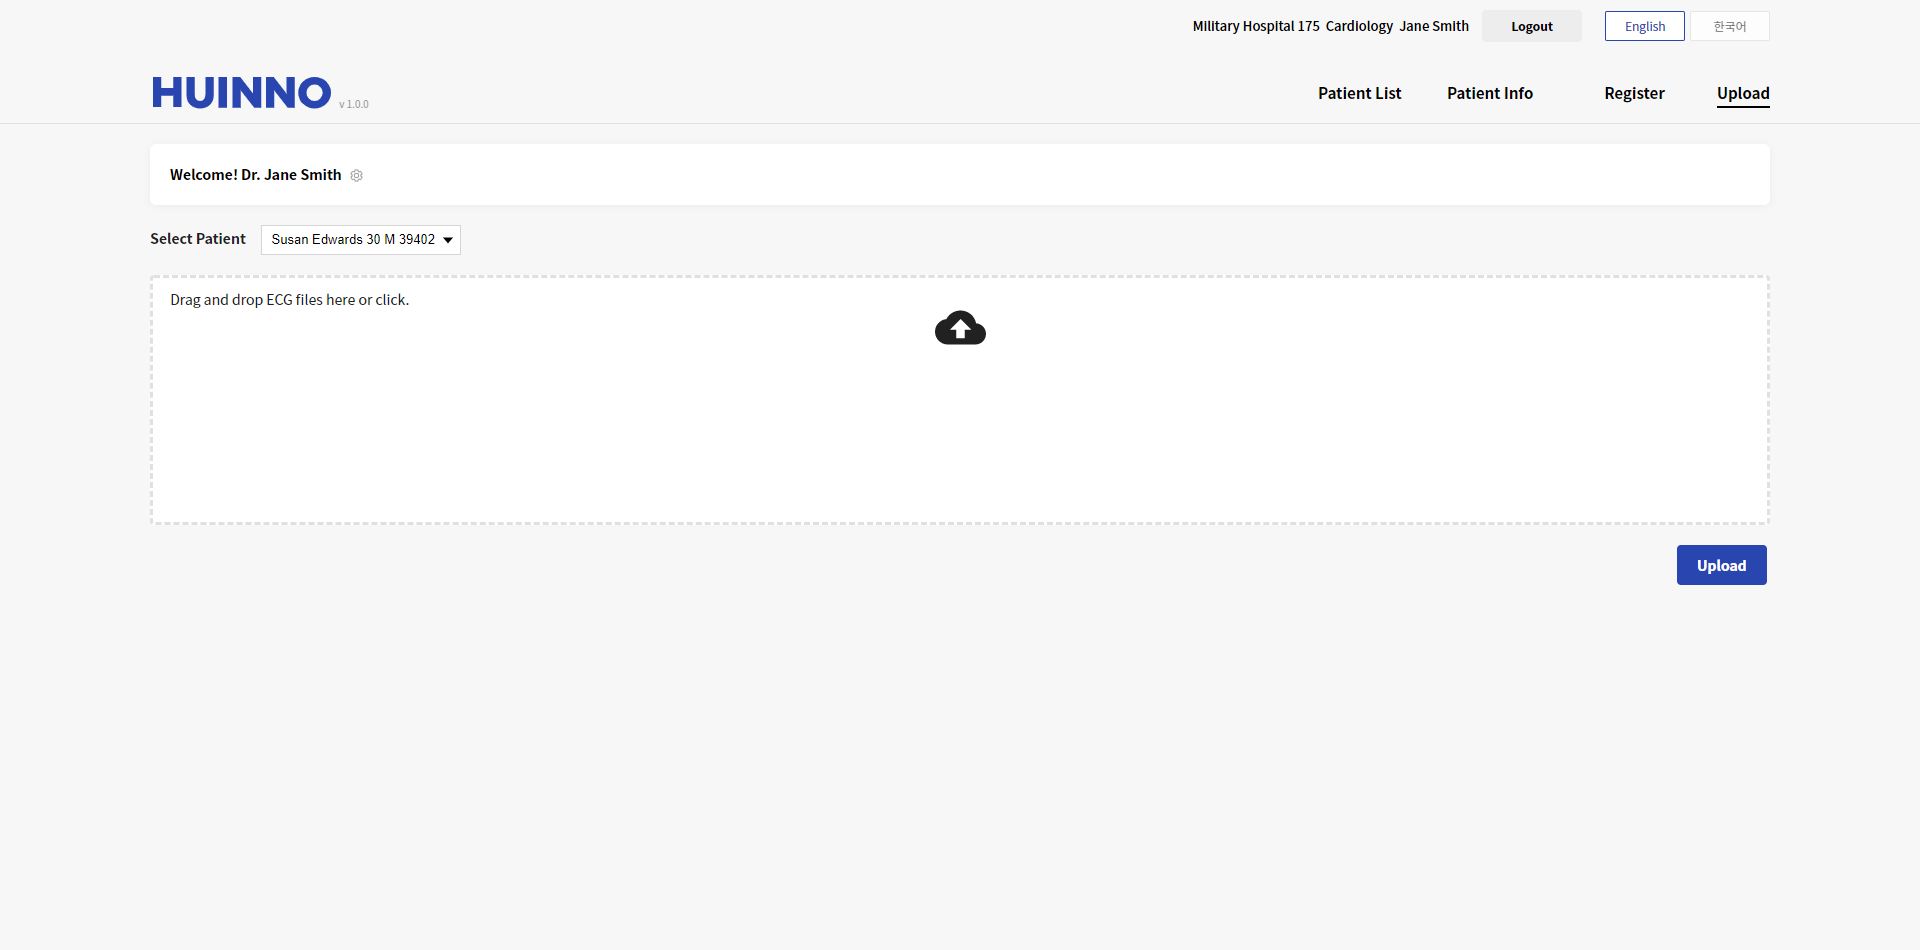 Military Hospital 175 Cardiology Jane Smith Logout English 한국어
HUINNO v 1.0.0 Patient List Patient Info Register Upload
Welcome! Dr. Jane Smith
Select Patient Susan Edwards 30 M 39402
Drag and drop ECG files here or click.
Upload